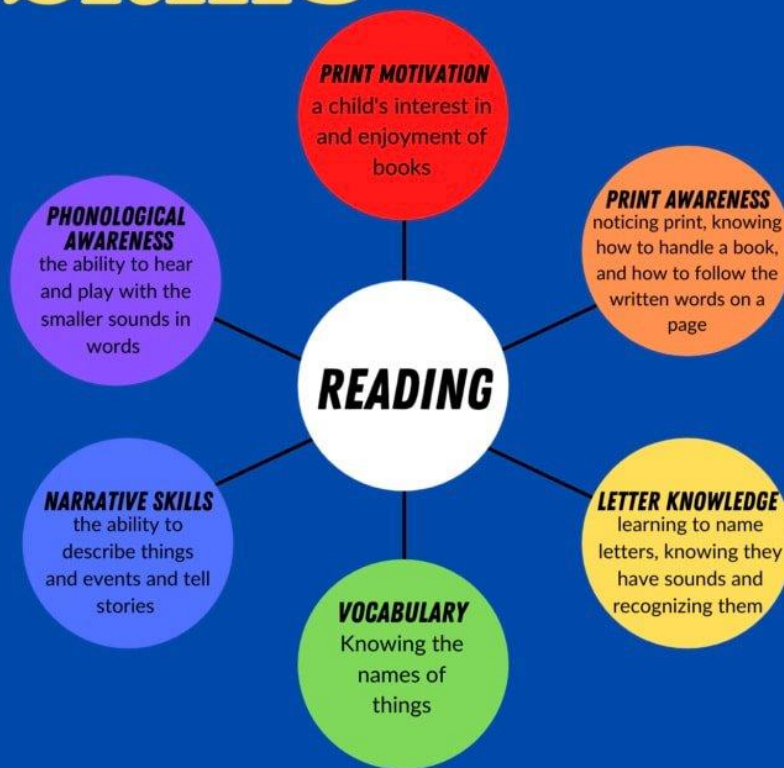 PRINT MOTIVATION
a child's interest in
and enjoyment of
books
PRINT AWARENESS
noticing print, knowing
how to handle a book,
and how to follow the
written words on a
page
PHONOLOGICAL
AWARENESS
the ability to hear
and play with the
smaller sounds in
words
READING
NARRATIVE SKILLS
the ability to
describe things
and events and tell
stories
LETTER KNOWLEDGE
learning to name
letters, knowing they
have sounds and
recognizing them
VOCABULARY
Knowing the
names of
things